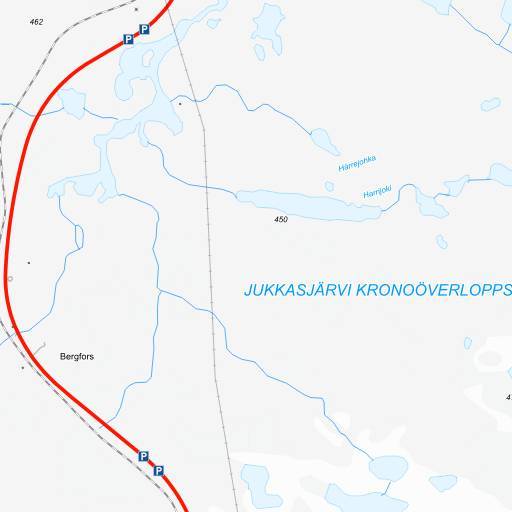 462
P
P
Härrejohka
Harrijoki
450
JUKKASJÄRVI KRONOÖVERLOPPS
Bergfors
P
P